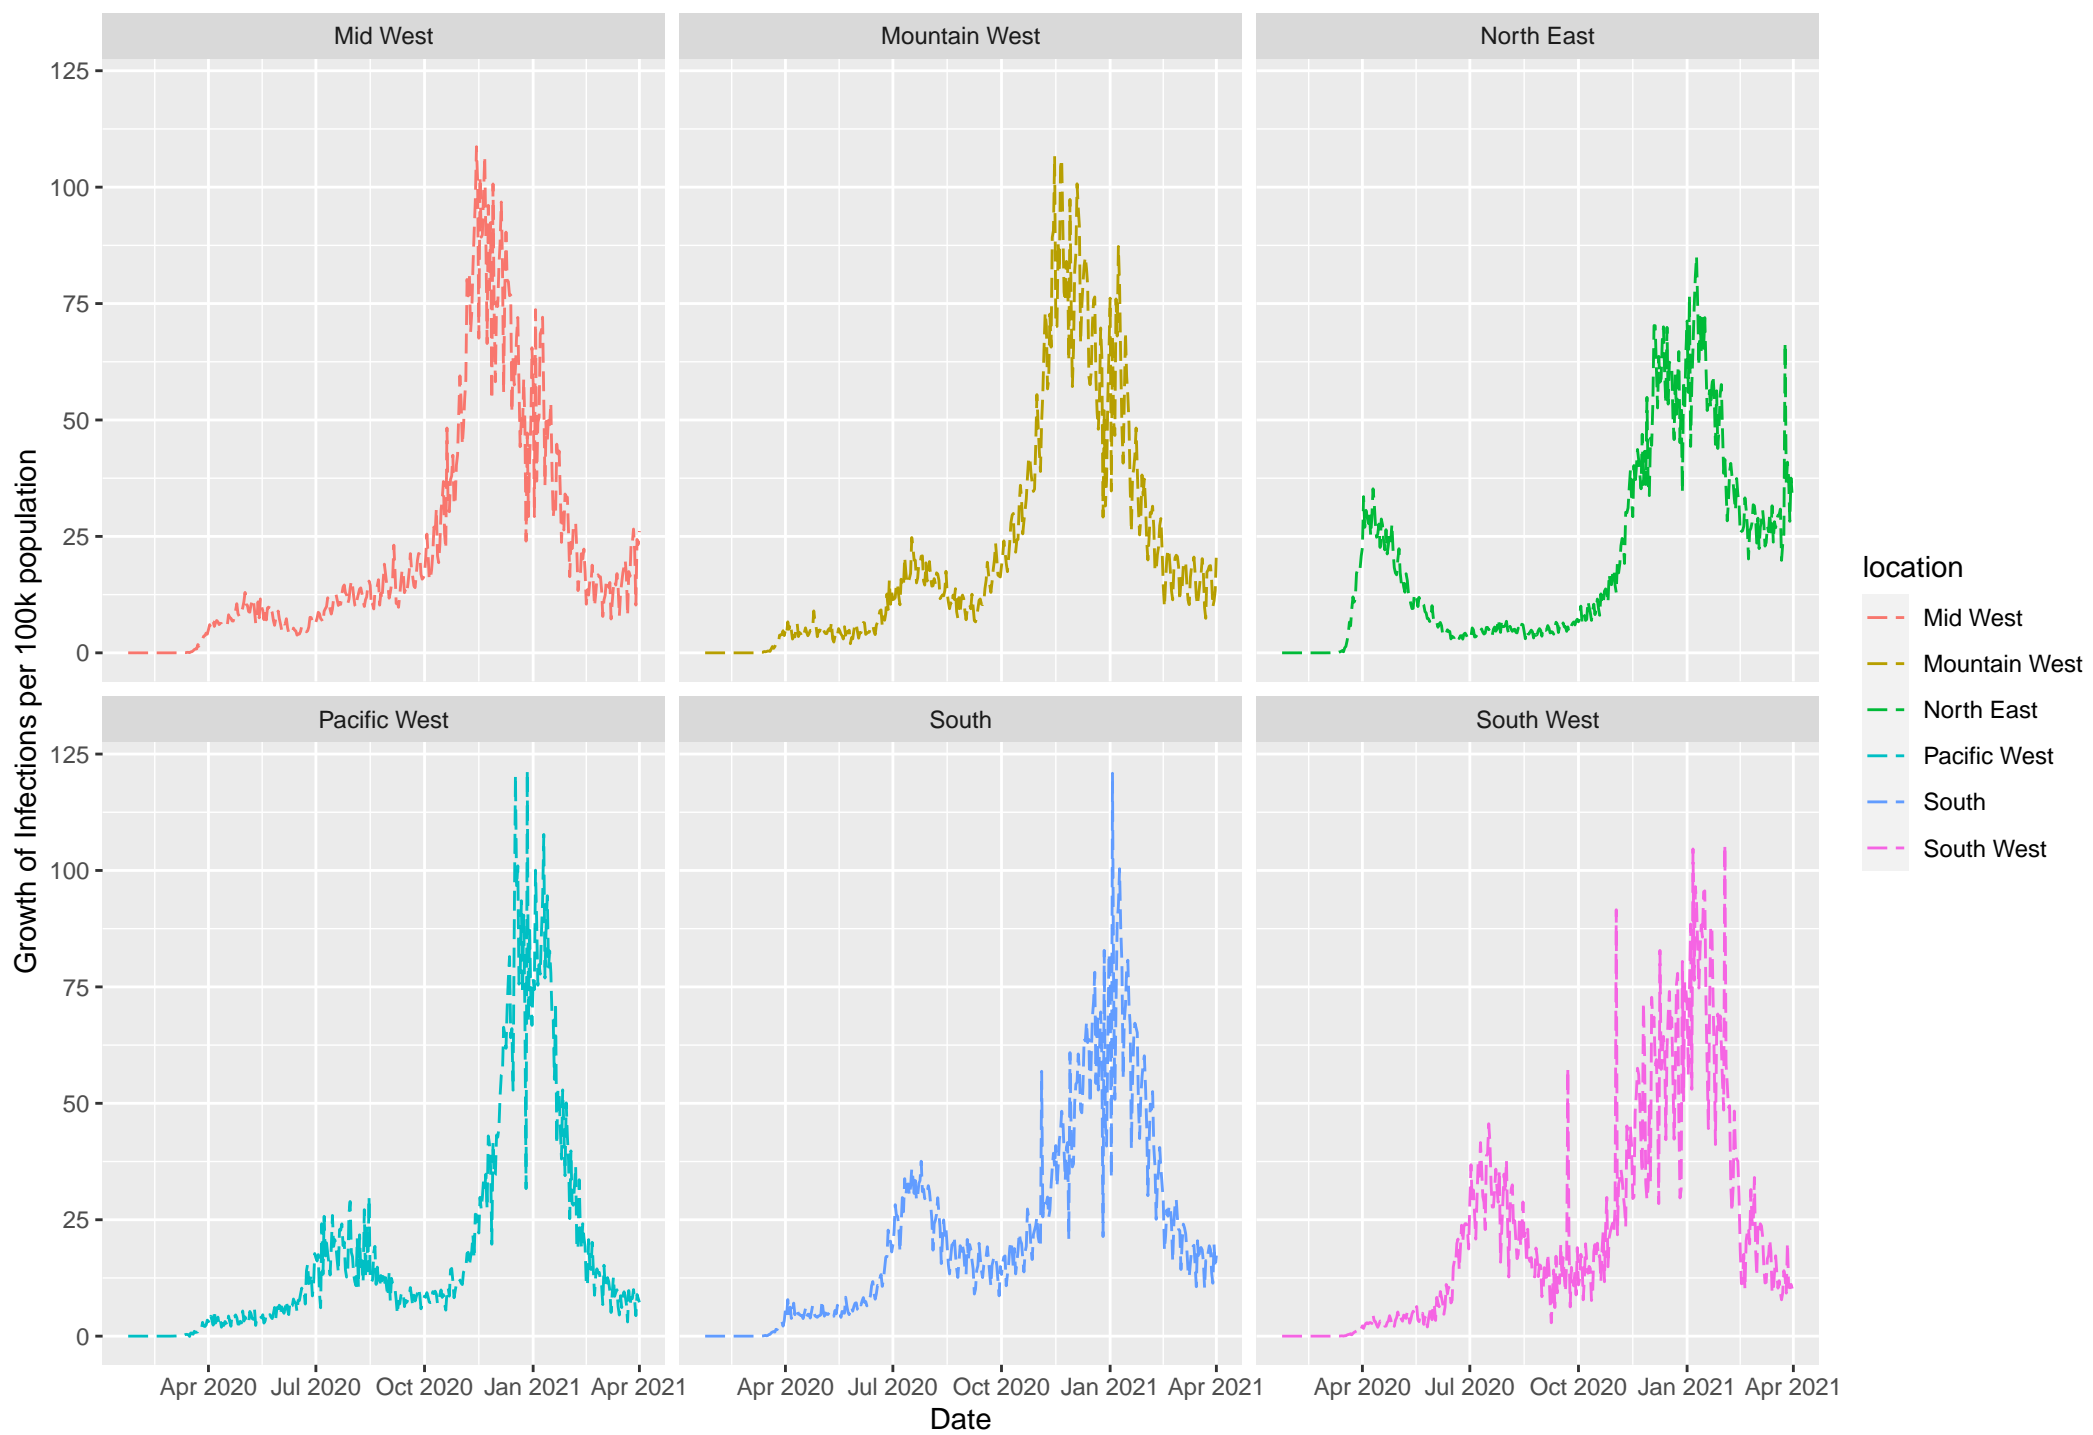 Mid West
Mountain West
North East
125
100
75
50
25
0
Pacific West
South
South West
125
100
75
50
25
0
Apr 2020 Jul 2020 Oct 2020 Jan 2021 Apr 2021
Apr 2020 Jul 2020 Oct 2020 Jan 2021 Apr 2021
Apr 2020 Jul 2020 Oct 2020 Jan 2021 Apr 2021
Date
Growth of Infections per 100k population
location
Mid West
Mountain West
North East
Pacific West
South
South West